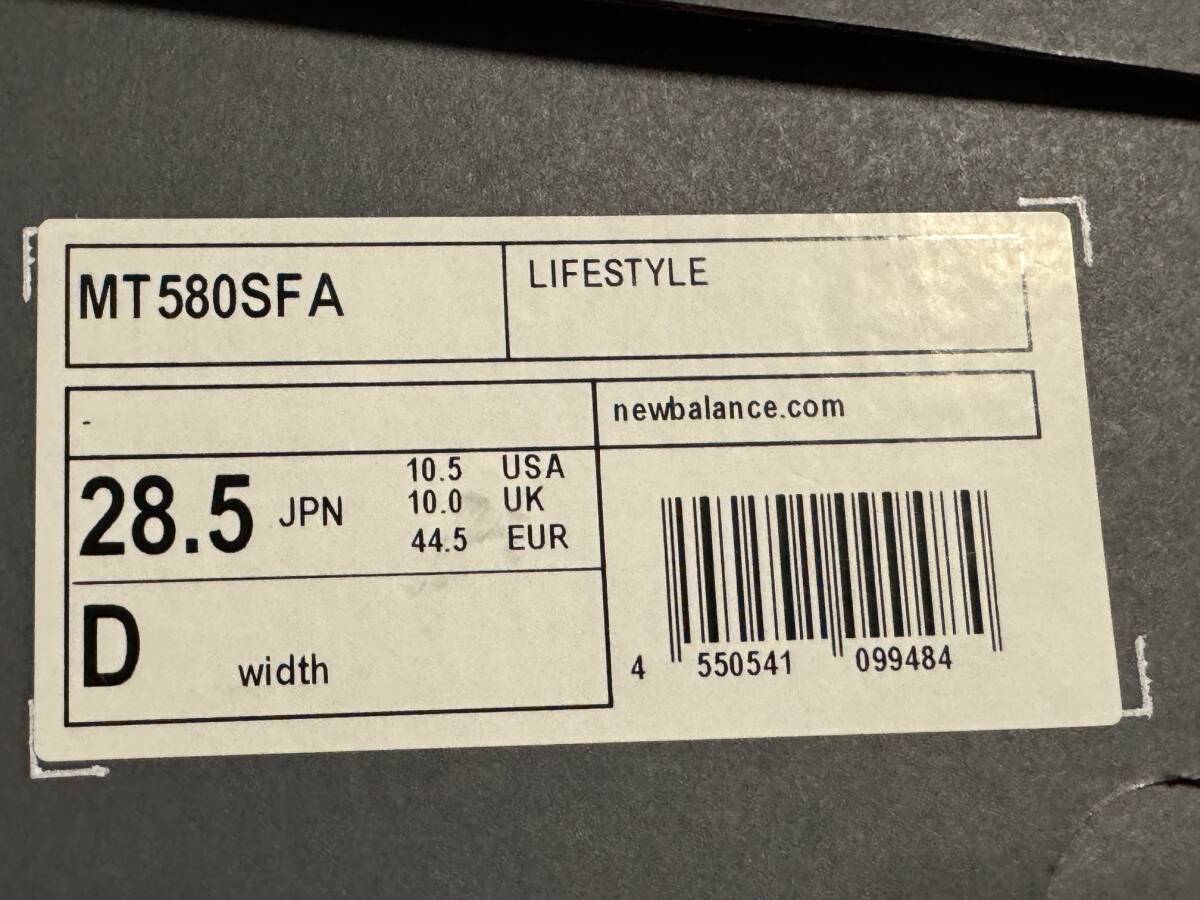 MT580SFA
LIFESTYLE
-
newbalance.com
28.5 JPN
10.5 USA
10.0 UK
44.5 EUR
D width
4 550541 099484